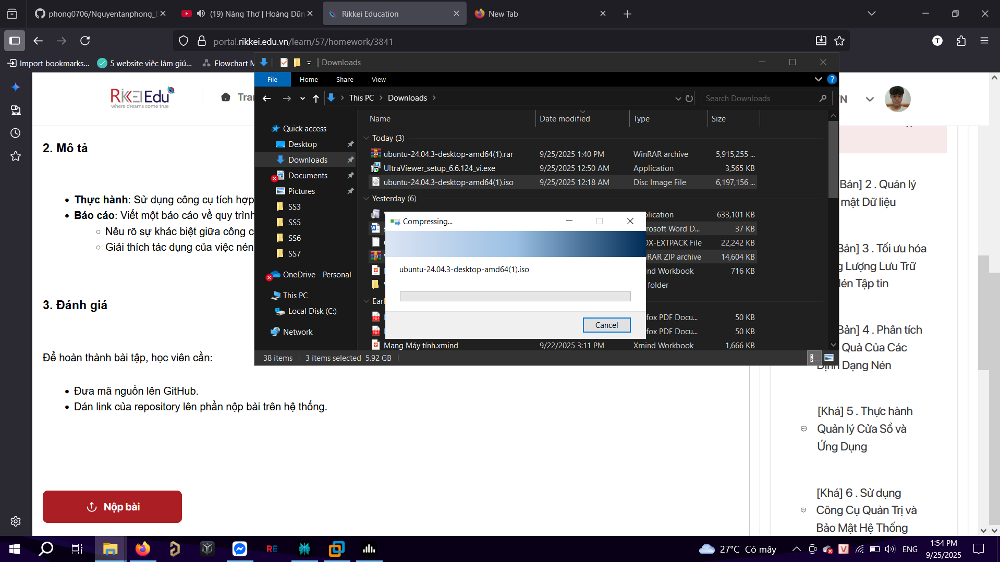 phong0706/Nguyentanphong_
(19) Nàng Thơ | Hoàng Dũn
Rikkei Education
New Tab
portal.rikkei.edu.vn/learn/57/homework/3841
T
Import bookmarks...
5 website việc làm giú...
Flowchart
Downloads
File
Home
Share
View
?
This PC
Downloads
Search Downloads
RIKKEI Edu
where dreams come true
Name
Date modified
Type
Size
Quick access
Desktop
Downloads
Documents
Pictures
SS3
SS5
SS6
SS7
OneDrive - Personal
This PC
Local Disk (C:)
Network
Today (3)
ubuntu-24.04.3-desktop-amd64(1).rar 9/25/2025 1:40 PM WinRAR archive 5,915,255 ...
UltraViewer_setup_6.6.124_vi.exe 9/25/2025 12:50 AM Application 3,565 KB
ubuntu-24.04.3-desktop-amd64(1).iso 9/25/2025 12:18 AM Disc Image File 6,197,156 ...
Yesterday (6)
633,101 KB
Word D... 37 KB
File 22,242 KB
ZIP archive 14,604 KB
Workbook 716 KB
folder
PDF Docu... 50 KB
PDF Docu... 50 KB
Mạng Máy tính.xmind 9/22/2025 3:11 PM Xmind Workbook 1,666 KB
38 items
3 items selected 5.92 GB
Compressing...
ubuntu-24.04.3-desktop-amd64(1).iso
Cancel
2. Mô tả
Thực hành: Sử dụng công cụ tích hợp
Báo cáo: Viết một báo cáo về quy trình
Nêu rõ sự khác biệt giữa công
Giải thích tác dụng của việc nén
3. Đánh giá
Để hoàn thành bài tập, học viên cần:
Đưa mã nguồn lên GitHub.
Dán link của repository lên phần nộp bài trên hệ thống.
Nộp bài
Bản] 2 . Quản lý
mật Dữ liệu
Bản] 3 . Tối ưu hóa
Lượng Lưu Trữ
Tập tin
Bản] 4 . Phân tích
Quả Của Các
Định Dạng Nén
[Khá] 5 . Thực hành
Quản lý Cửa Sổ và
Ứng Dụng
[Khá] 6 . Sử dụng
Công Cụ Quản Trị và
Bảo Mật Hệ Thống
RE
27°C Có mây
V
ENG
1:54 PM
9/25/2025